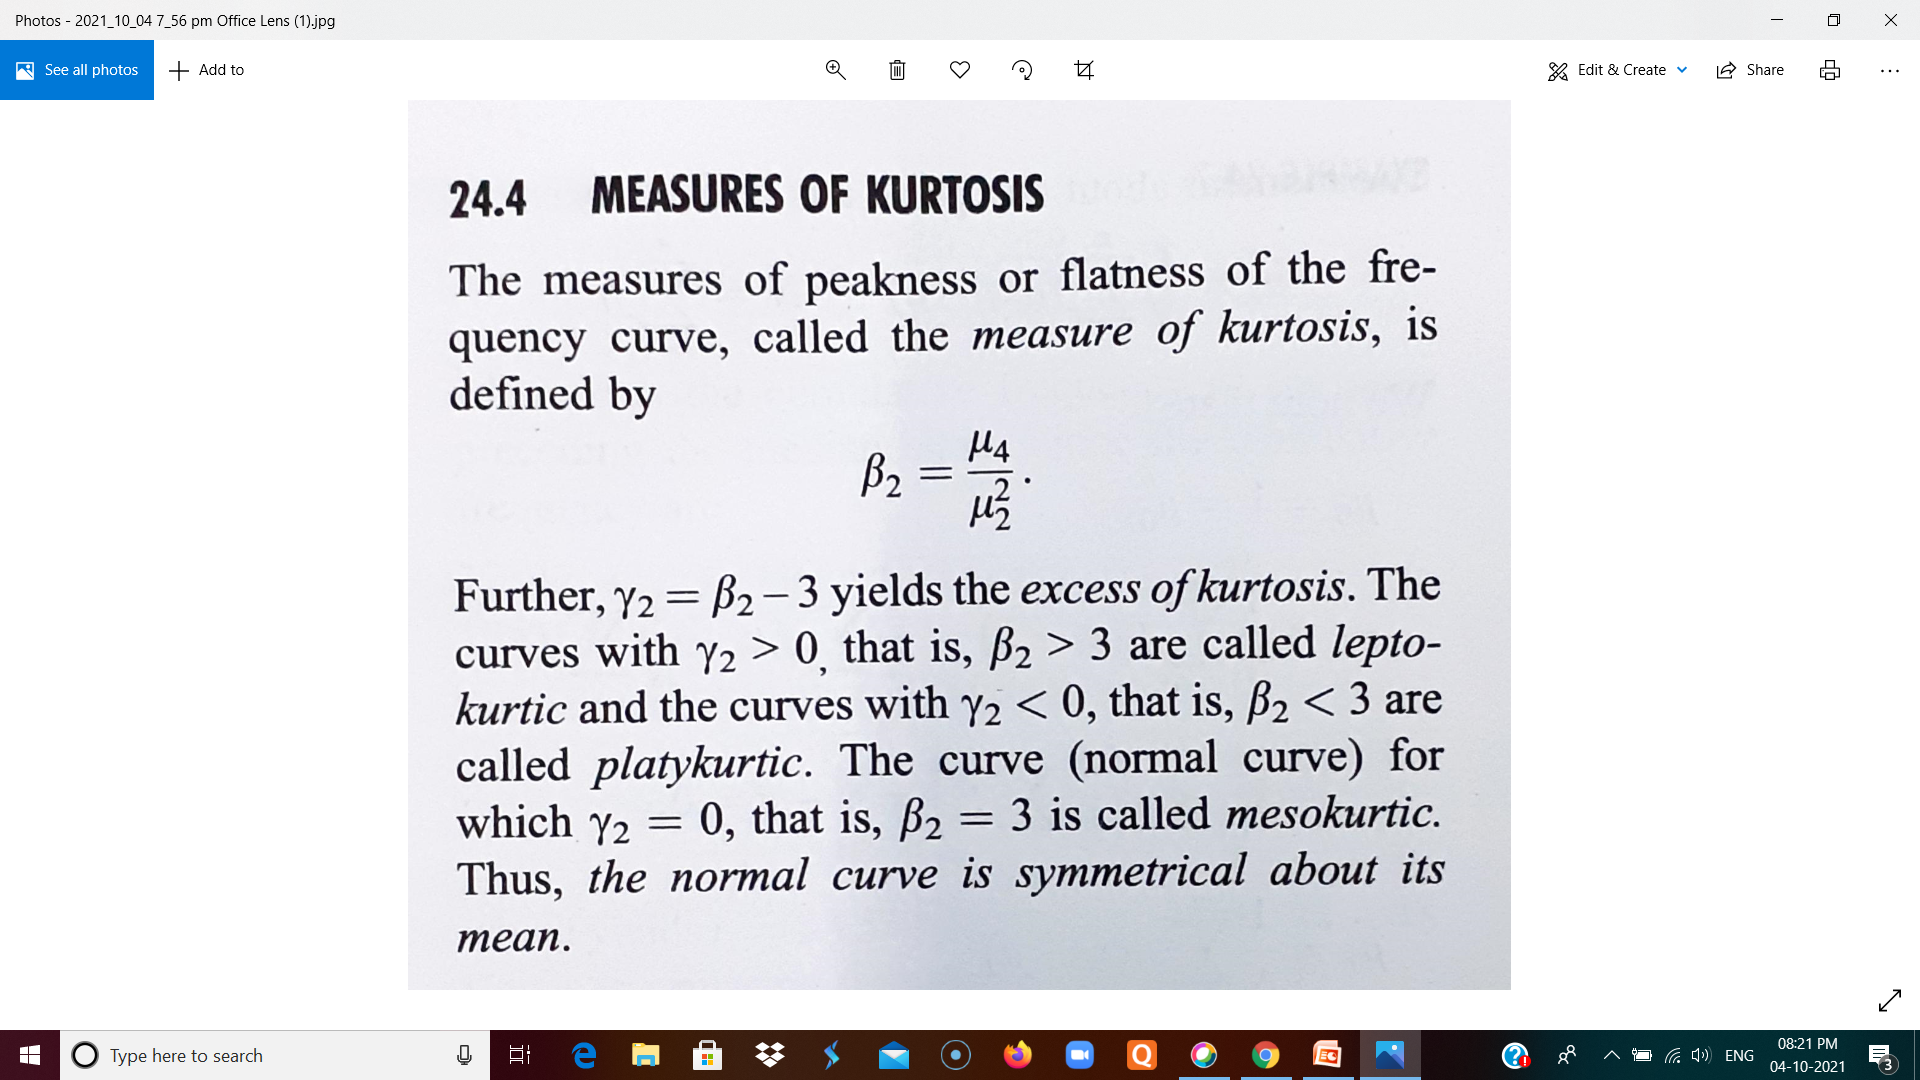 Photos - 2021_10_04 7_56 pm Office Lens (1).jpg
See all photos
Add to
Edit & Create
Share
24.4 MEASURES OF KURTOSIS
The measures of peakness or flatness of the fre-
quency curve, called the measure of kurtosis, is
defined by
β₂ = μ₄/μ₂².
Further, γ₂ = β₂ – 3 yields the excess of kurtosis. The
curves with γ₂ > 0, that is, β₂ > 3 are called lepto-
kurtic and the curves with γ₂ < 0, that is, β₂ < 3 are
called platykurtic. The curve (normal curve) for
which γ₂ = 0, that is, β₂ = 3 is called mesokurtic.
Thus, the normal curve is symmetrical about its
mean.
Type here to search
ENG
08:21 PM
04-10-2021
3